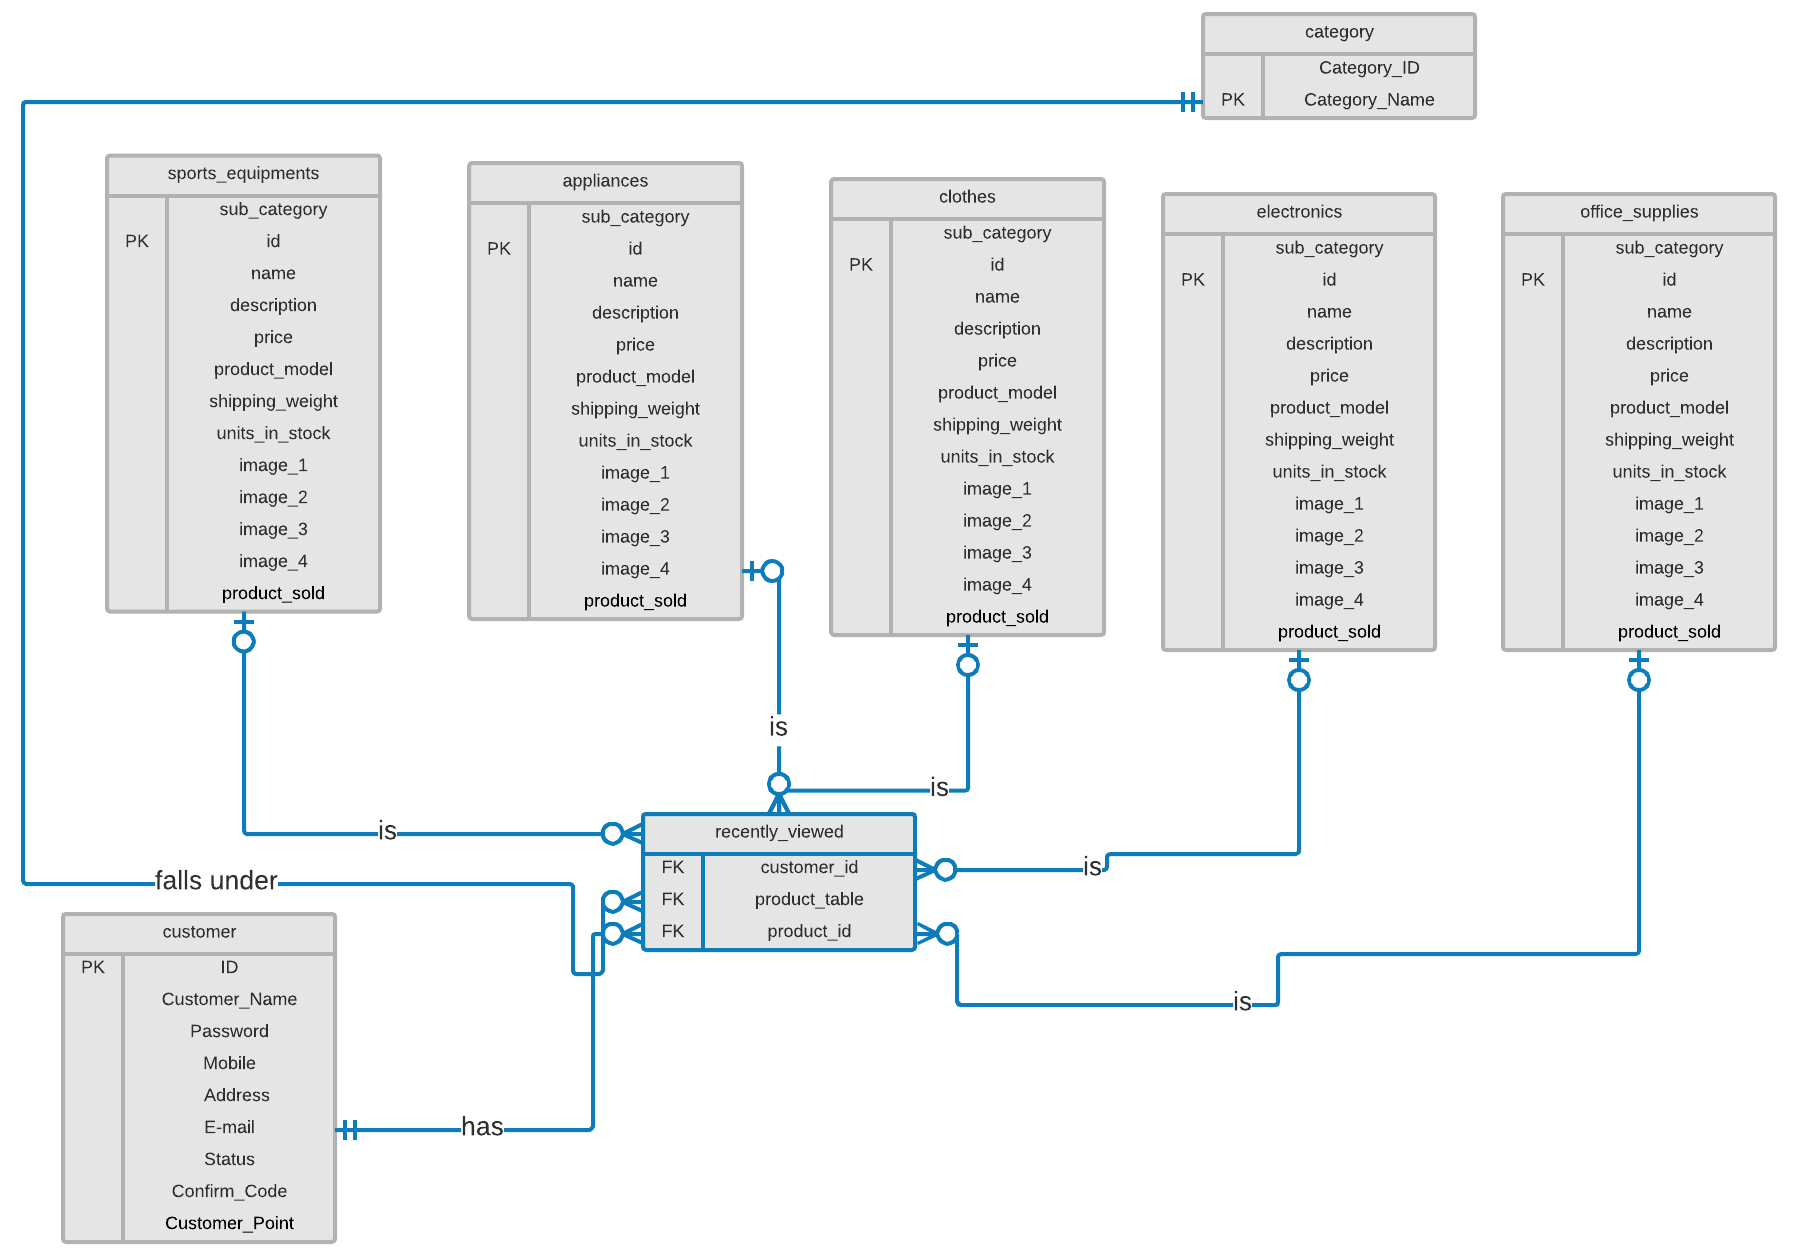 category
Category_ID
PK Category_Name
sports_equipments
sub_category
PK id
name
description
price
product_model
shipping_weight
units_in_stock
image_1
image_2
image_3
image_4
product_sold
appliances
sub_category
PK id
name
description
price
product_model
shipping_weight
units_in_stock
image_1
image_2
image_3
image_4
product_sold
clothes
sub_category
PK id
name
description
price
product_model
shipping_weight
units_in_stock
image_1
image_2
image_3
image_4
product_sold
electronics
sub_category
PK id
name
description
price
product_model
shipping_weight
units_in_stock
image_1
image_2
image_3
image_4
product_sold
office_supplies
sub_category
PK id
name
description
price
product_model
shipping_weight
units_in_stock
image_1
image_2
image_3
image_4
product_sold
is
is
is
is
is
falls under
has
recently_viewed
FK customer_id
FK product_table
FK product_id
customer
PK ID
Customer_Name
Password
Mobile
Address
E-mail
Status
Confirm_Code
Customer_Point